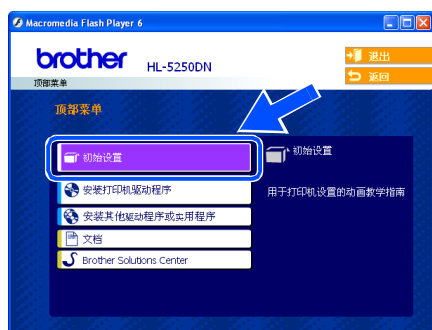 Macromedia Flash Player 6
brother HL-5250DN
退出
返回
顶部菜单
顶部菜单
初始设置
安装打印机驱动程序
安装其他驱动程序或实用程序
文档
Brother Solutions Center
初始设置
用于打印机设置的动画教学指南